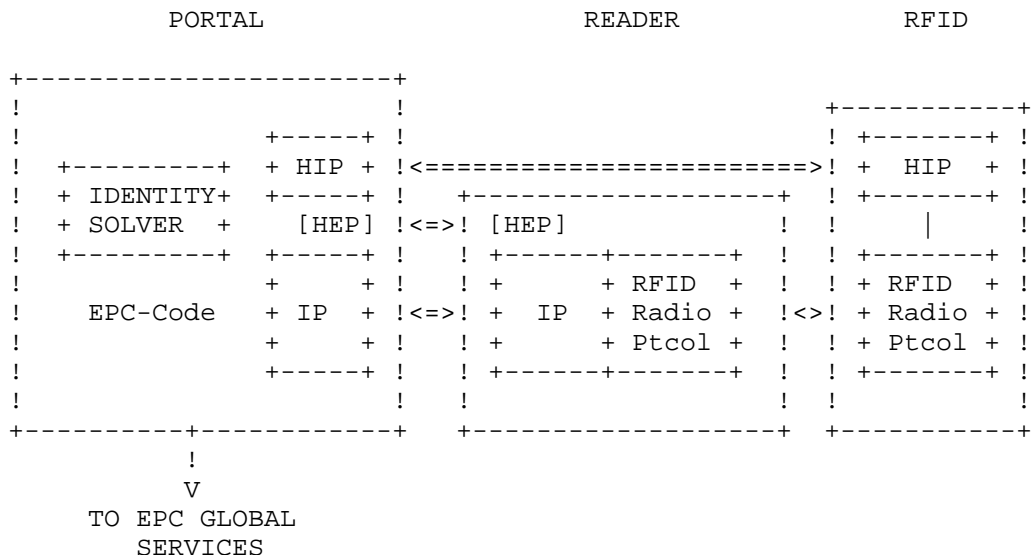 PORTAL                     READER              RFID

+-----------------------+
!                       !                          +-----------+
!               +-----+ !                          ! +-------+ !
!  +---------+  + HIP + !<========================>! +  HIP  + !
!  + IDENTITY+  +-----+ !   +-------------------+  ! +-------+ !
!  + SOLVER  +    [HEP] !<=>! [HEP]             !  !     |     !
!  +---------+  +-----+ !   ! +------+-------+  !  ! +-------+ !
!               +     + !   ! +      + RFID  +  !  ! + RFID  + !
!    EPC-Code   + IP  + !<=>! +  IP  + Radio +  !<>! + Radio + !
!               +     + !   ! +      + Ptcol +  !  ! + Ptcol + !
!               +-----+ !   ! +------+-------+  !  ! +-------+ !
!                       !   !                   !  !           !
+----------+------------+   +-------------------+  +-----------+
           !
           V
    TO EPC GLOBAL
       SERVICES